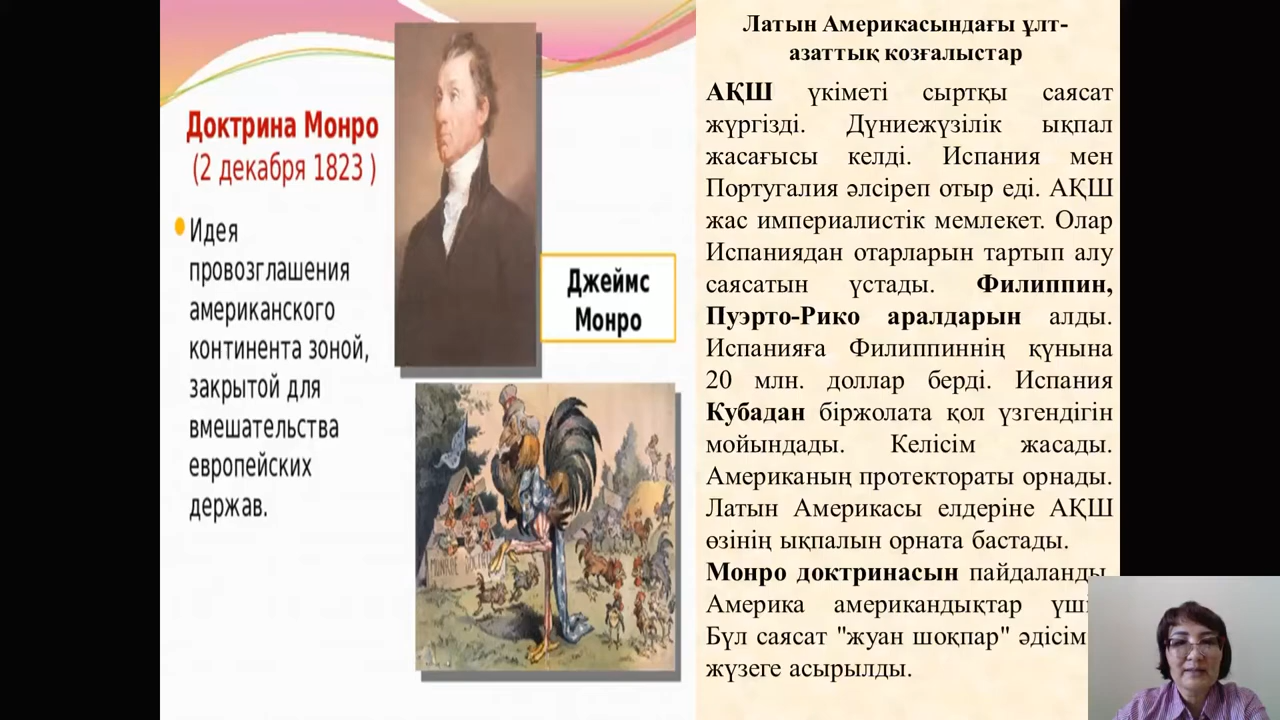 Доктрина Монро
(2 декабря 1823 )
Идея
провозглашения
американского
континента зоной,
закрытой для
вмешательства
европейских
держав.
Джеймс
Монро
MONROE
Латын Америкасындағы ұлт-
азаттық козғалыстар
АҚШ үкіметі сыртқы саясат
жүргізді. Дүниежүзілік ықпал
жасағысы келді. Испания мен
Португалия әлсіреп отыр еді. АҚШ
жас империалистік мемлекет. Олар
Испаниядан отарларын тартып алу
саясатын ұстады. Филиппин,
Пуэрто-Рико аралдарын алды.
Испанияға Филиппиннің құнына
20 млн. доллар берді. Испания
Кубадан біржолата қол үзгендігін
мойындады. Келісім жасады.
Американың протектораты орнады.
Латын Америкасы елдеріне АҚШ
өзінің ықпалын орната бастады.
Монро доктринасын пайдаланды.
Америка американдықтар
Бұл саясат "жуан шоқпар"
жүзеге асырылды.